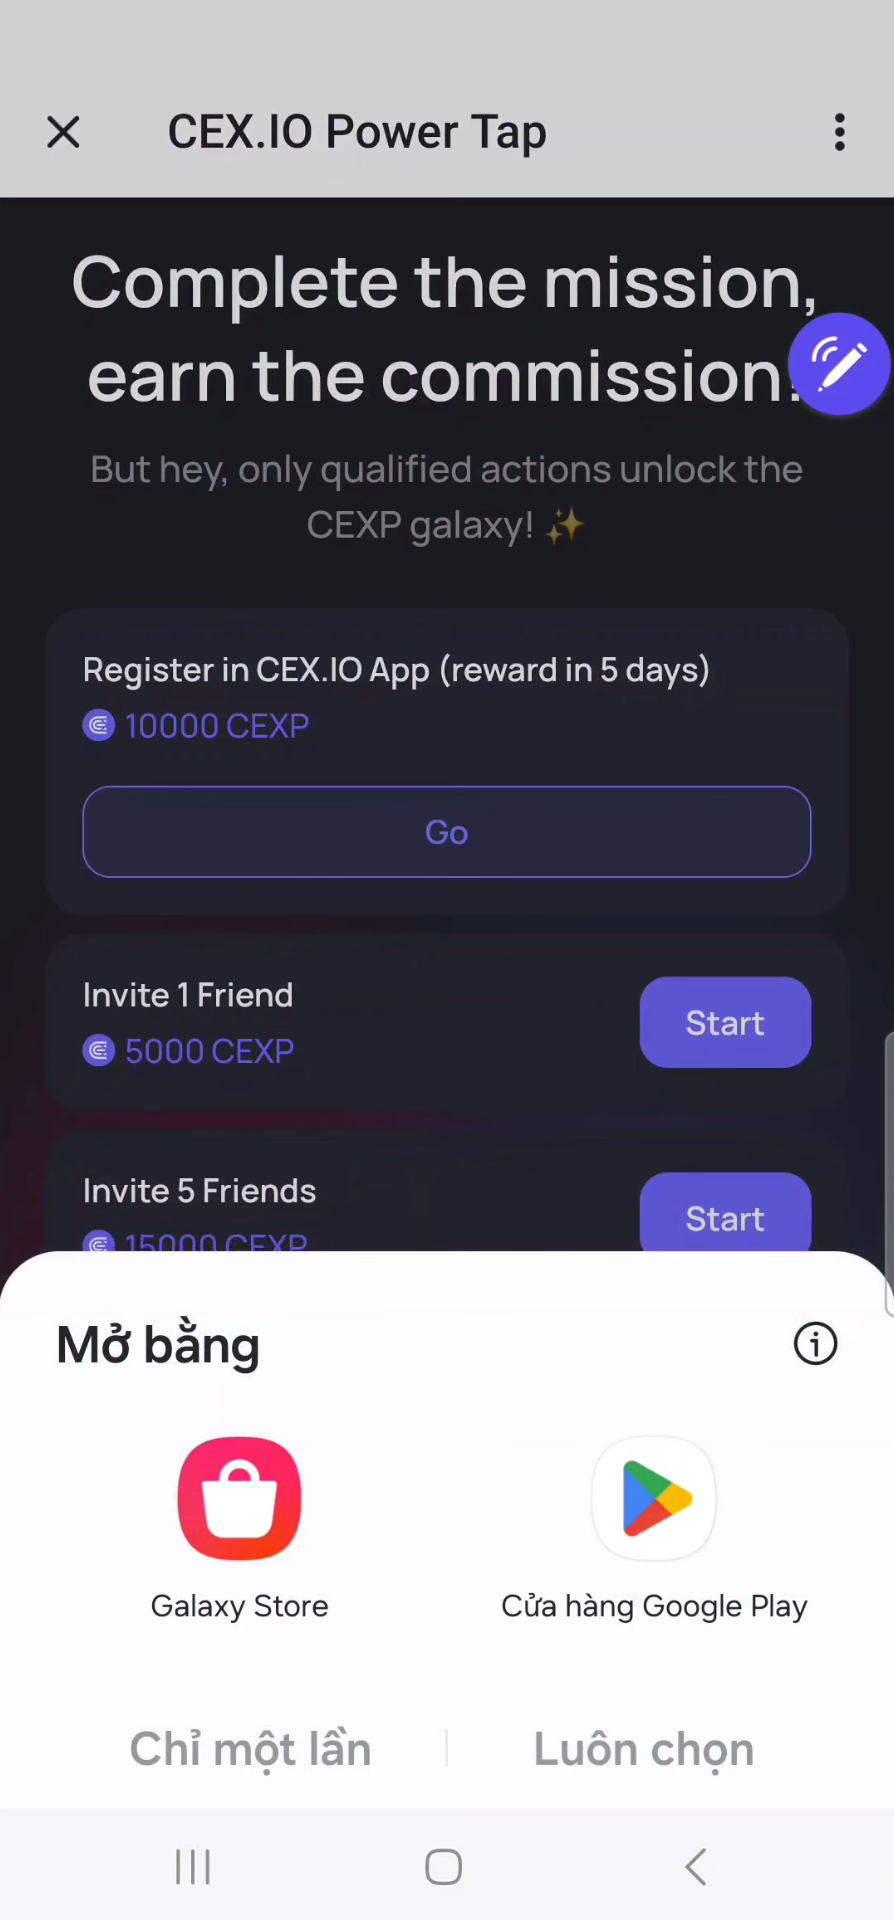 CEX.IO Power Tap
Complete the mission,
earn the commission!
But hey, only qualified actions unlock the
CEXP galaxy! ✨
Register in CEX.IO App (reward in 5 days)
10000 CEXP
Go
Invite 1 Friend
5000 CEXP
Start
Invite 5 Friends
15000 CEXP
Start
Mở bằng
Galaxy Store
Cửa hàng Google Play
Chỉ một lần
Luôn chọn